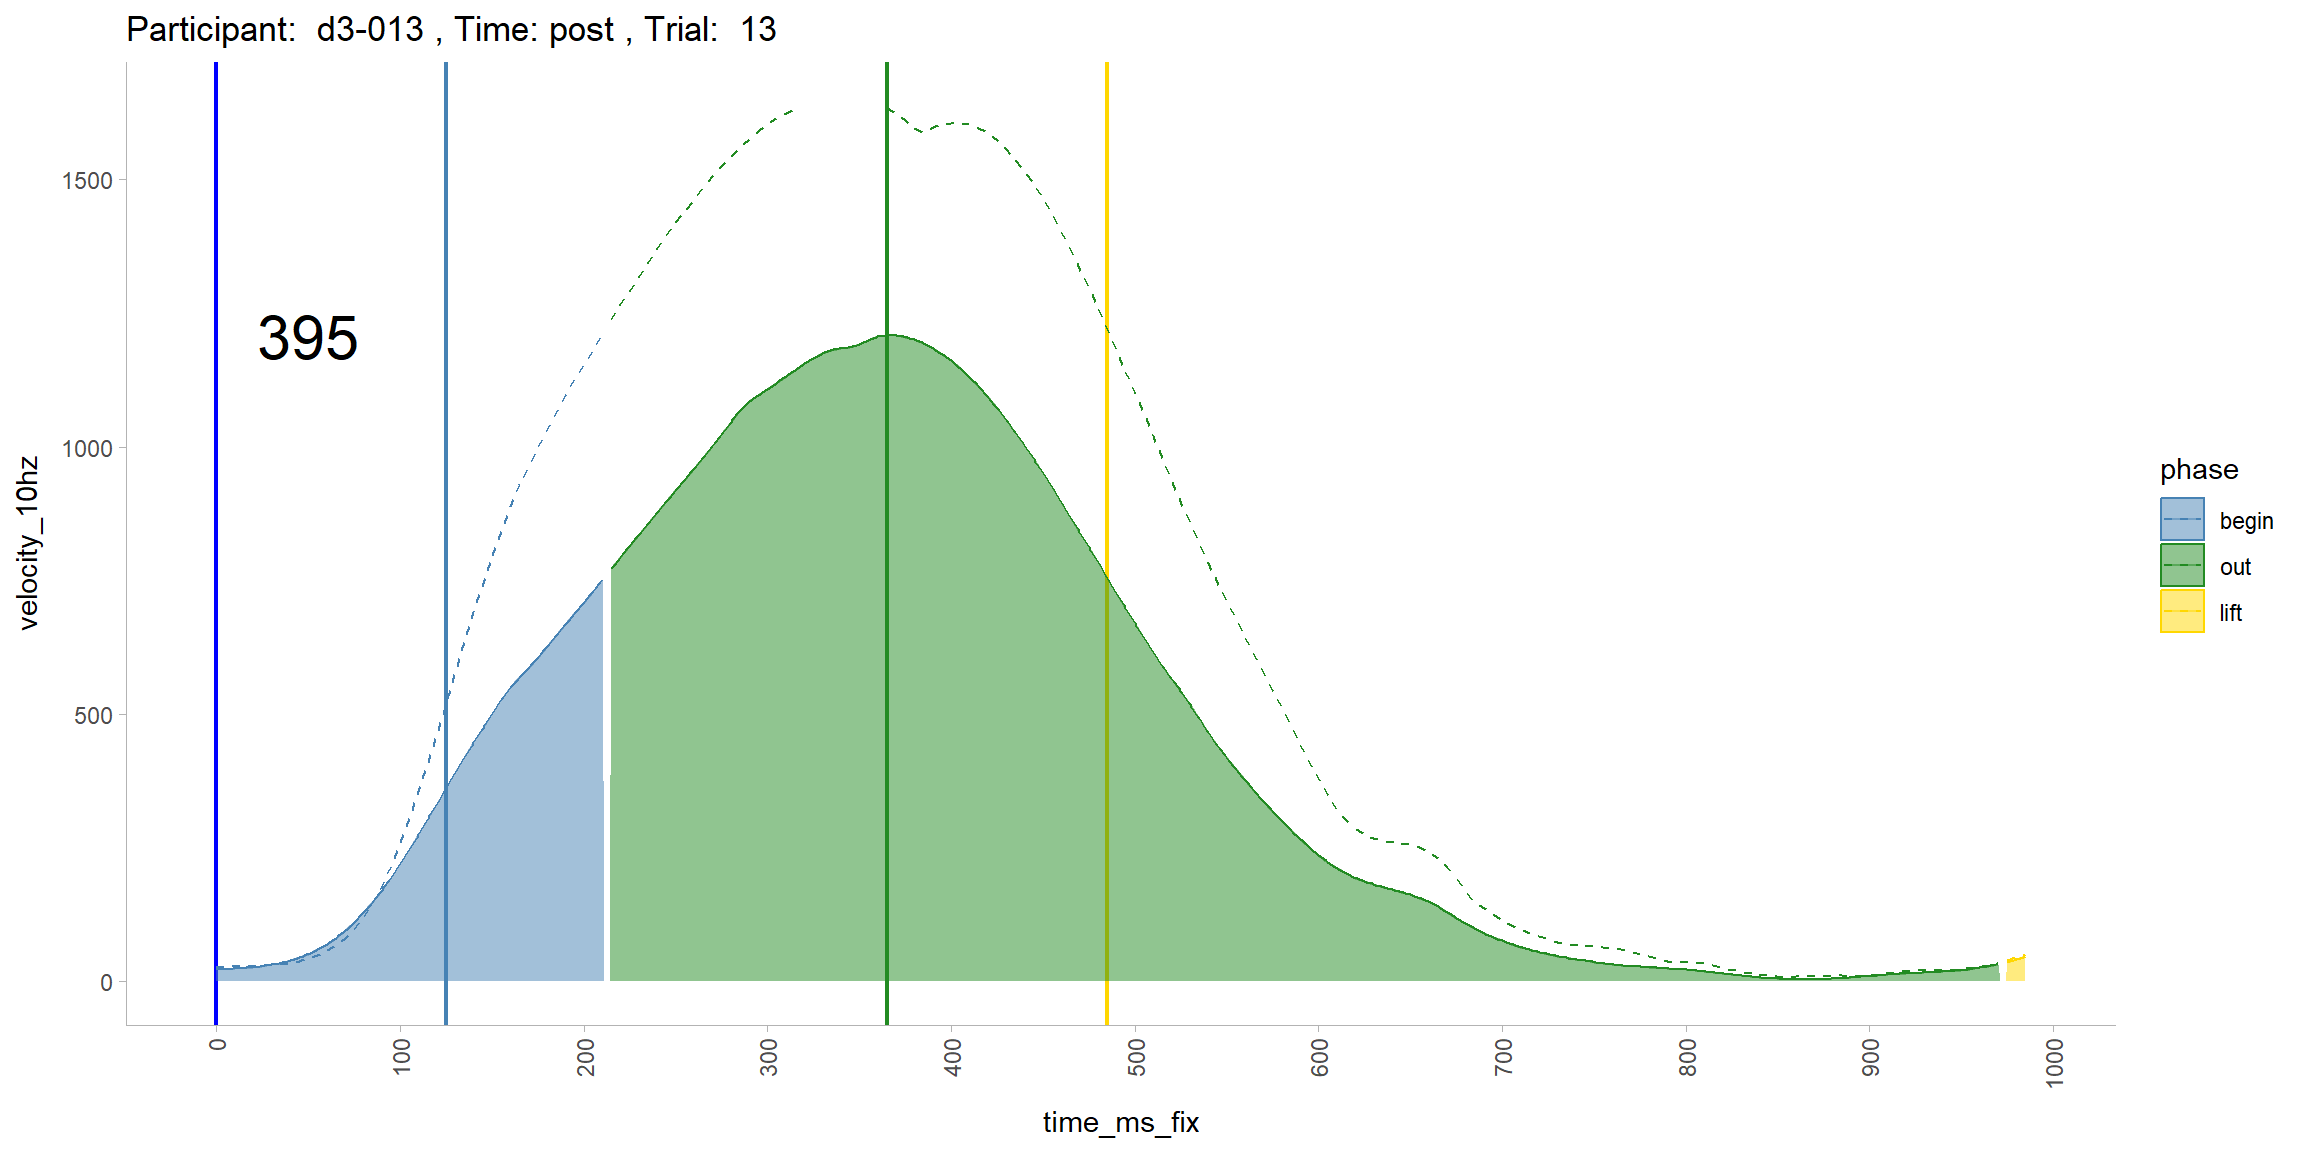 Participant:  d3-013 , Time: post , Trial:  13
1500
1000
500
0
velocity_10hz
395
0 100 200 300 400 500 600 700 800 900 1000
time_ms_fix
phase
begin
out
lift